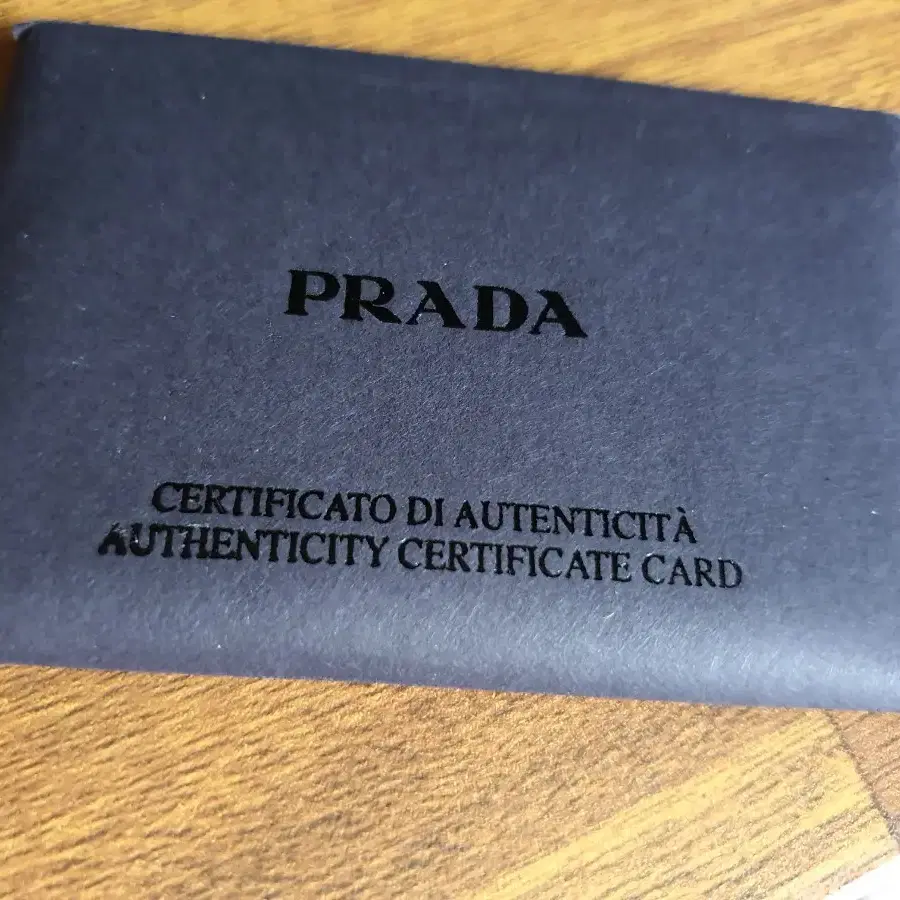 PRADA
CERTIFICATO DI AUTENTICITÀ
AUTHENTICITY CERTIFICATE CARD